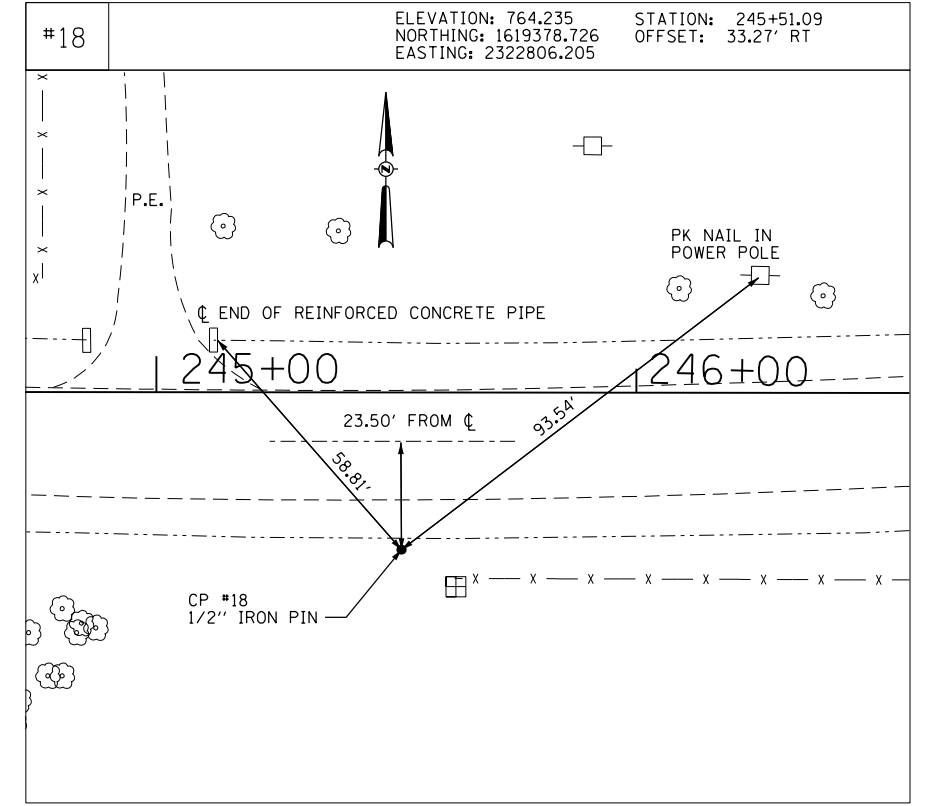 #18
ELEVATION: 764.235
NORTHING: 1619378.726
EASTING: 2322806.205
STATION: 245+51.09
OFFSET: 33.27' RT
P.E.
N
PK NAIL IN
POWER POLE
℄ END OF REINFORCED CONCRETE PIPE
245+00
246+00
23.50' FROM ℄
58.81'
93.54'
CP #18
1/2" IRON PIN